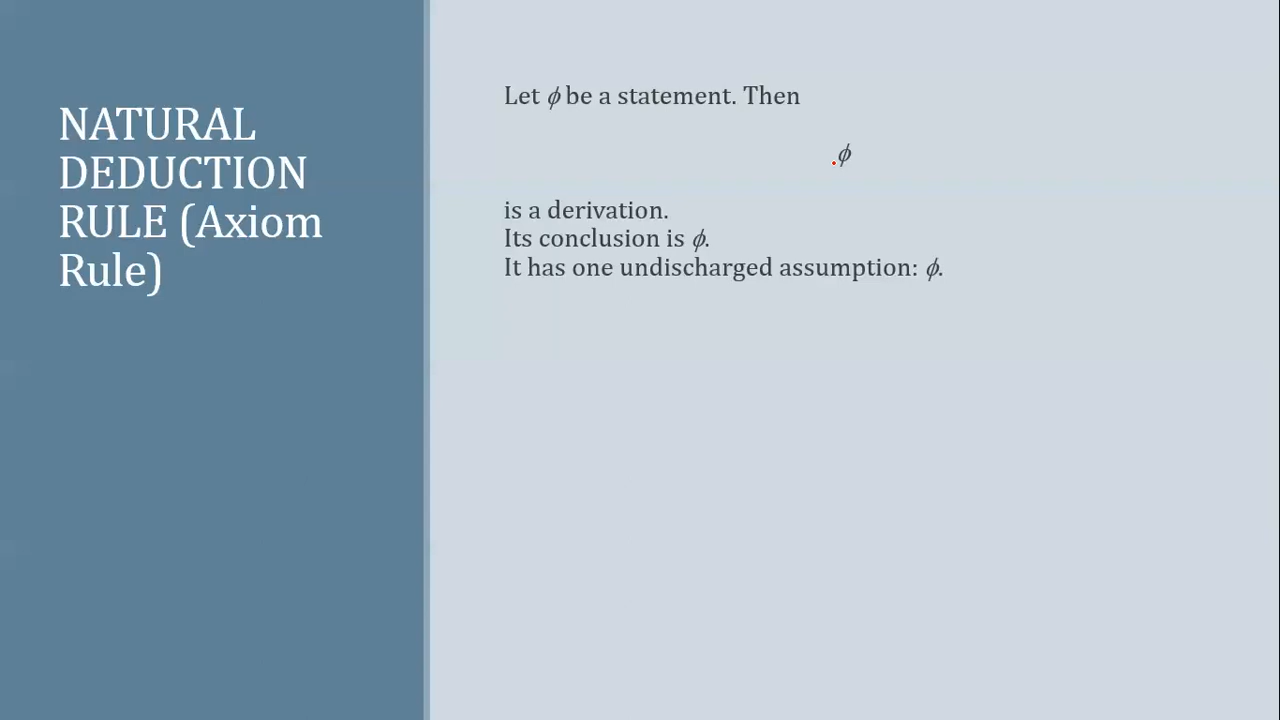 NATURAL
DEDUCTION
RULE (Axiom
Rule)
Let ϕ be a statement. Then
ϕ
is a derivation.
Its conclusion is ϕ.
It has one undischarged assumption: ϕ.